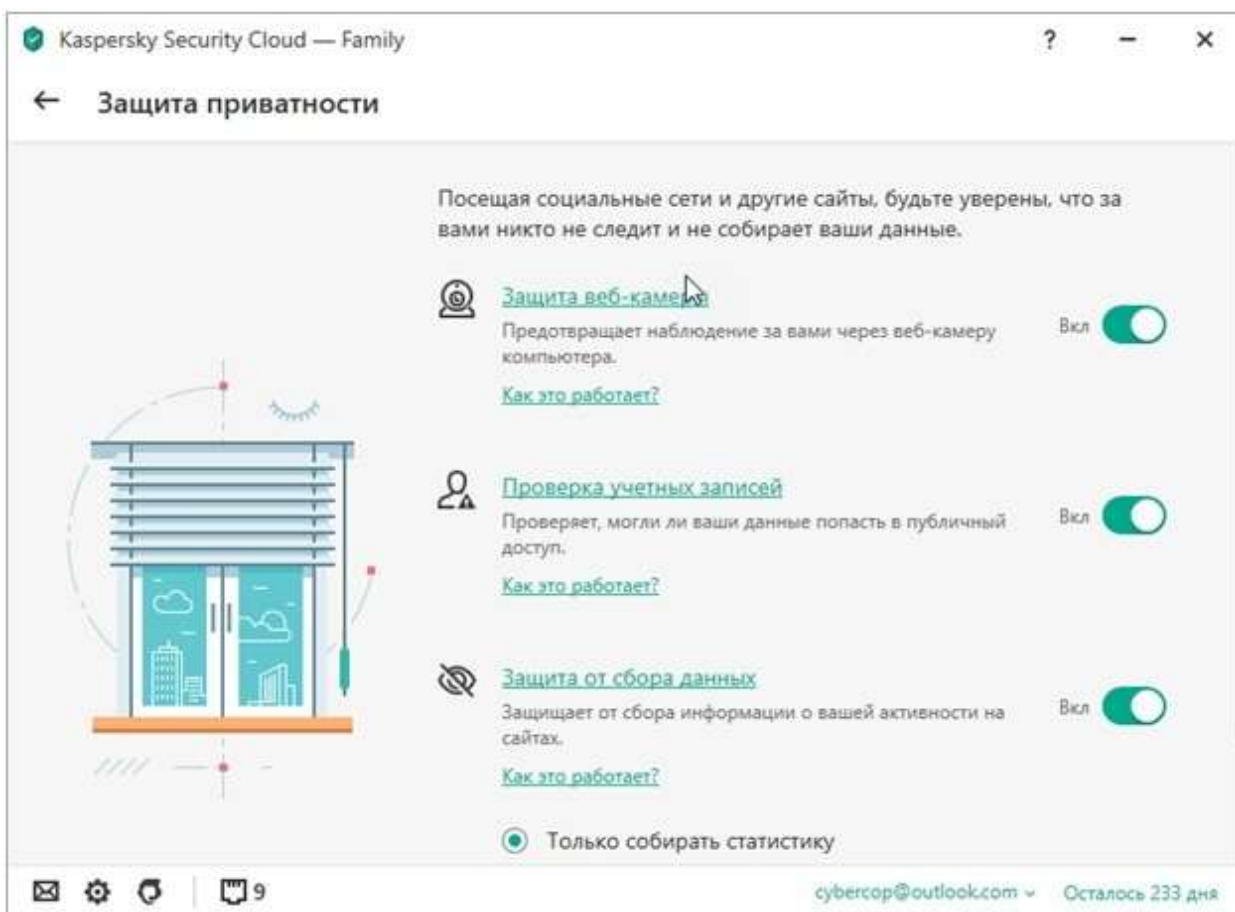 Kaspersky Security Cloud — Family
?
Защита приватности
Посещая социальные сети и другие сайты, будьте уверены, что за
вами никто не следит и не собирает ваши данные.
Защита веб-камеры
Вкл
Предотвращает наблюдение за вами через веб-камеру
компьютера.
Как это работает?
Проверка учетных записей
Вкл
Проверяет, могли ли ваши данные попасть в публичный
доступ.
Как это работает?
Защита от сбора данных
Вкл
Защищает от сбора информации о вашей активности на
сайтах.
Как это работает?
Только собирать статистику
9
cybercop@outlook.com
Осталось 233 дня